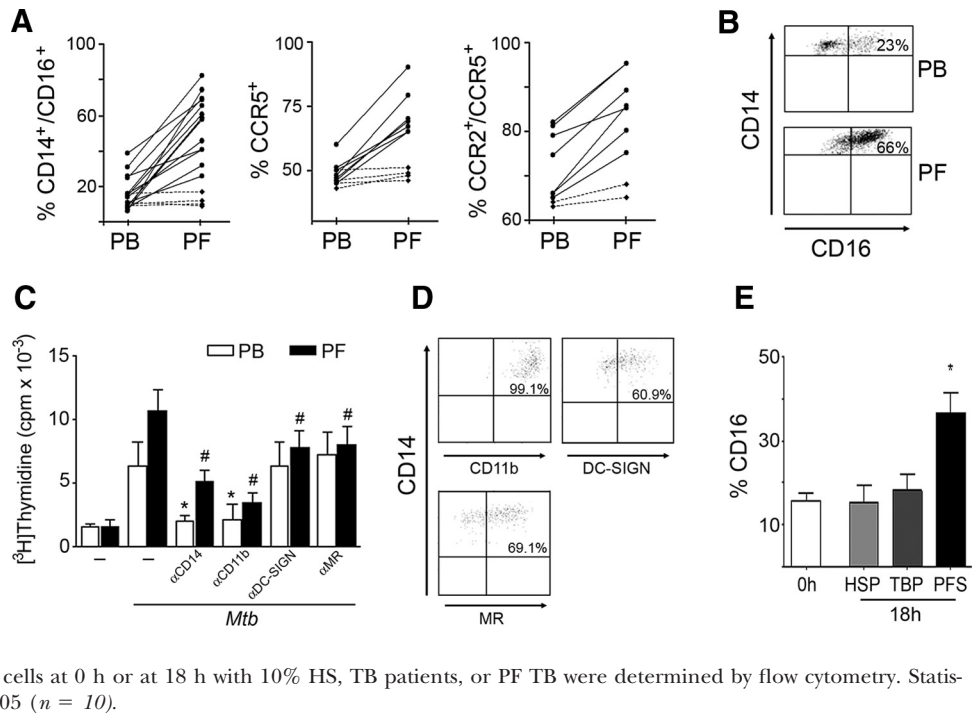 A
B
% CD14+/CD16+
100
60
20
PB PF
% CCR5+
100
75
50
PB PF
% CCR2+/CCR5+
100
80
60
PB PF
CD14
23%
PB
66%
PF
CD16
C
D
E
[³H]Thymidine (cpm x 10⁻³)
PB PF
15
10
5
0
* # * # # #
– – αCD14 αCD11b αDC-SIGN αMR
Mtb
CD14
99.1%
CD11b
60.9%
DC-SIGN
69.1%
MR
% CD16
50
30
10
*
0h HSP TBP PFS
18h
cells at 0 h or at 18 h with 10% HS, TB patients, or PF TB were determined by flow cytometry. Statis-
05 (n = 10).